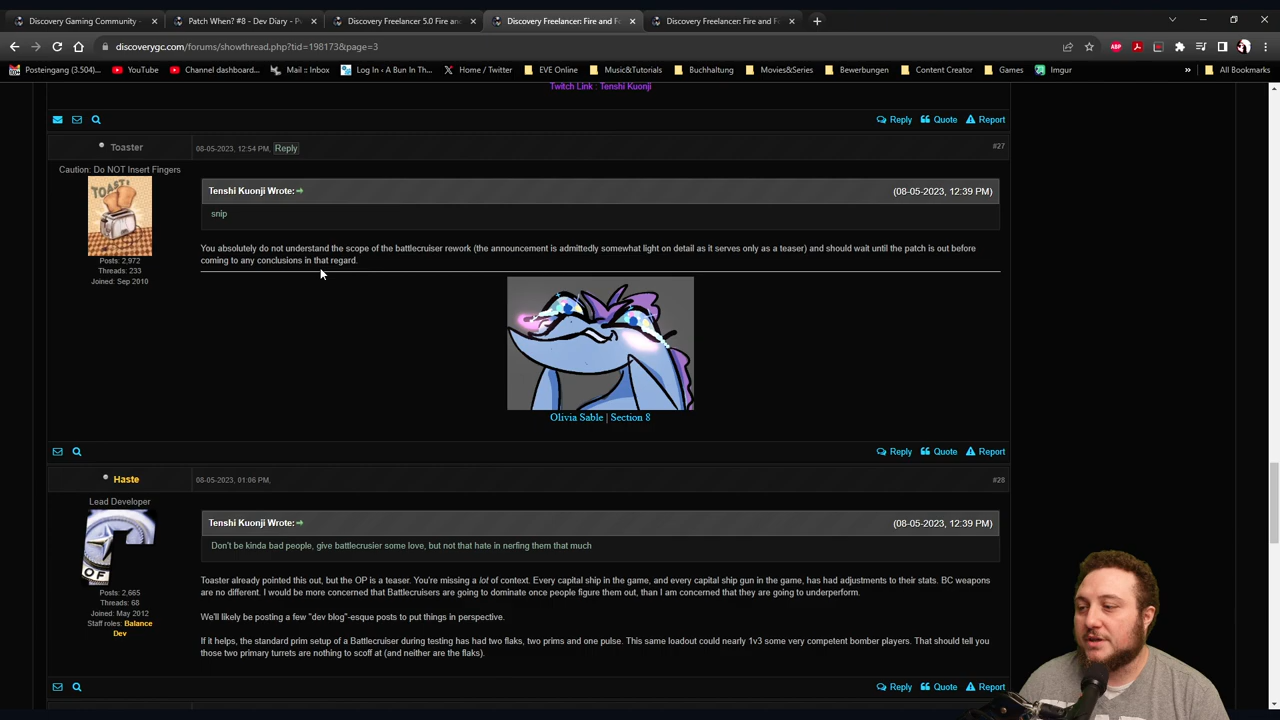 Discovery Gaming Community -
Patch When? #8 - Dev Diary - P
Discovery Freelancer 5.0 Fire and
Discovery Freelancer: Fire and F
Discovery Freelancer: Fire and F
discoverygc.com/forums/showthread.php?tid=198173&page=3
ABP
Posteingang (3.504)...
YouTube
Channel dashboard...
Mail :: Inbox
Log In ‹ A Bun In Th...
Home / Twitter
EVE Online
Music&Tutorials
Buchhaltung
Movies&Series
Bewerbungen
Content Creator
Games
Imgur
»
All Bookmarks
Twitch Link : Tenshi Kuonji
Reply
Quote
Report
Toaster
08-05-2023, 12:54 PM,
Reply
#27
Caution: Do NOT Insert Fingers
TOAST
Posts: 2,972
Threads: 233
Joined: Sep 2010
Tenshi Kuonji Wrote:
(08-05-2023, 12:39 PM)
snip
You absolutely do not understand the scope of the battlecruiser rework (the announcement is admittedly somewhat light on detail as it serves only as a teaser) and should wait until the patch is out before
coming to any conclusions in that regard.
Olivia Sable | Section 8
Reply
Quote
Report
Haste
08-05-2023, 01:06 PM,
#28
Lead Developer
OF
Posts: 2,665
Threads: 68
Joined: May 2012
Staff roles: Balance
Dev
Tenshi Kuonji Wrote:
(08-05-2023, 12:39 PM)
Don't be kinda bad people, give battlecrusier some love, but not that hate in nerfing them that much
Toaster already pointed this out, but the OP is a teaser. You're missing a lot of context. Every capital ship in the game, and every capital ship gun in the game, has had adjustments to their stats. BC weapons
are no different. I would be more concerned that Battlecruisers are going to dominate once people figure them out, than I am concerned that they are going to underperform.
We'll likely be posting a few "dev blog"-esque posts to put things in perspective.
If it helps, the standard prim setup of a Battlecruiser during testing has had two flaks, two prims and one pulse. This same loadout could nearly 1v3 some very competent bomber players. That should tell you
those two primary turrets are nothing to scoff at (and neither are the flaks).
Reply
Quote
Report